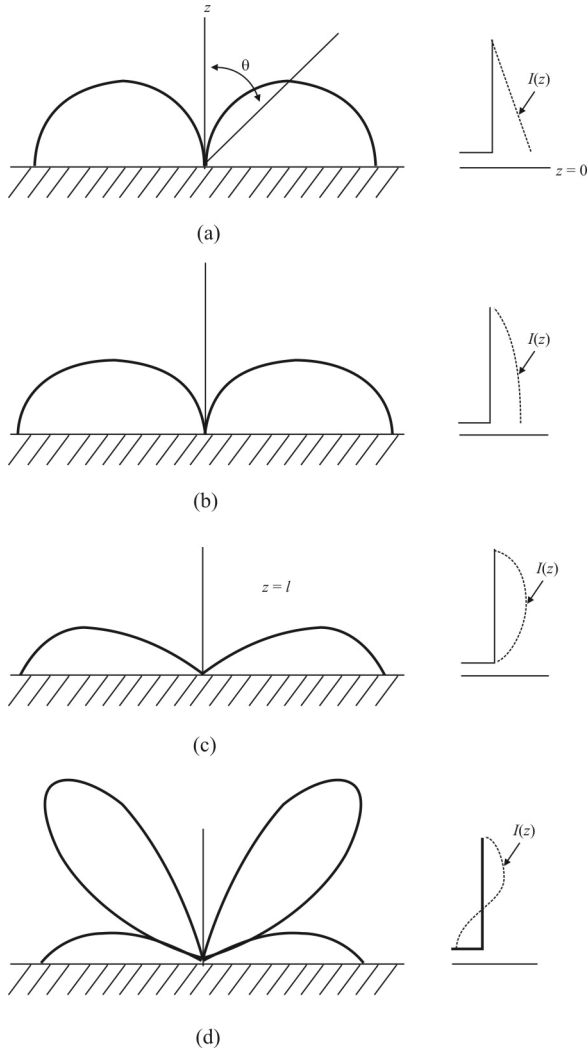 z
θ
I(z)
z = 0
(a)
I(z)
(b)
z = l
I(z)
(c)
I(z)
(d)